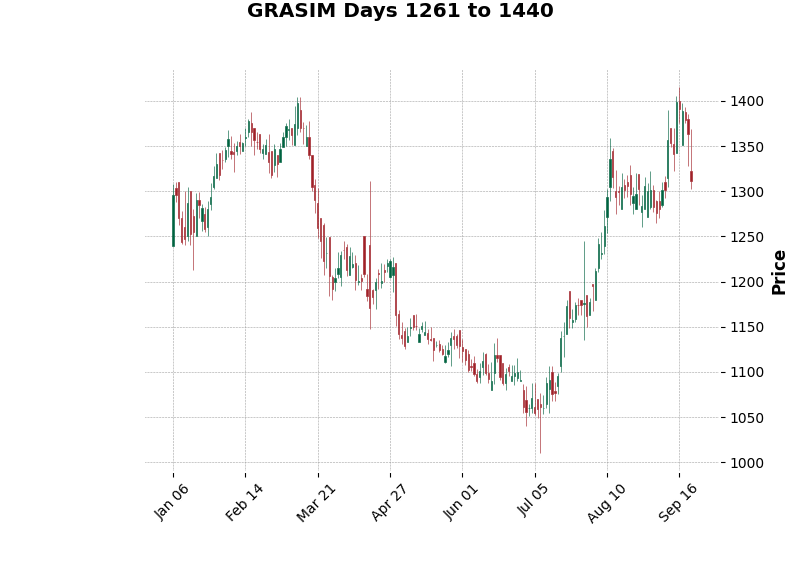 GRASIM Days 1261 to 1440
1400
1350
1300
1250
1200
1150
1100
1050
1000
Price
Jan 06
Feb 14
Mar 21
Apr 27
Jun 01
Jul 05
Aug 10
Sep 16